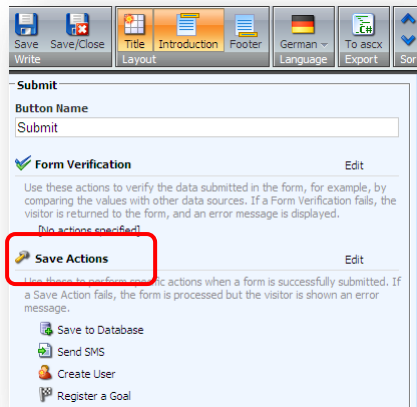 Save Save/Close Title Introduction Footer German To ascx
Write Layout Language Export Sor
Submit
Button Name
Submit
Form Verification Edit
Use these actions to verify the data submitted in the form, for example, by
comparing the values with other data sources. If a Form Verification fails, the
visitor is returned to the form, and an error message is displayed.
[No actions specified]
Save Actions Edit
Use these to perform specific actions when a form is successfully submitted. If
a Save Action fails, the form is processed but the visitor is shown an error
message.
Save to Database
Send SMS
Create User
Register a Goal